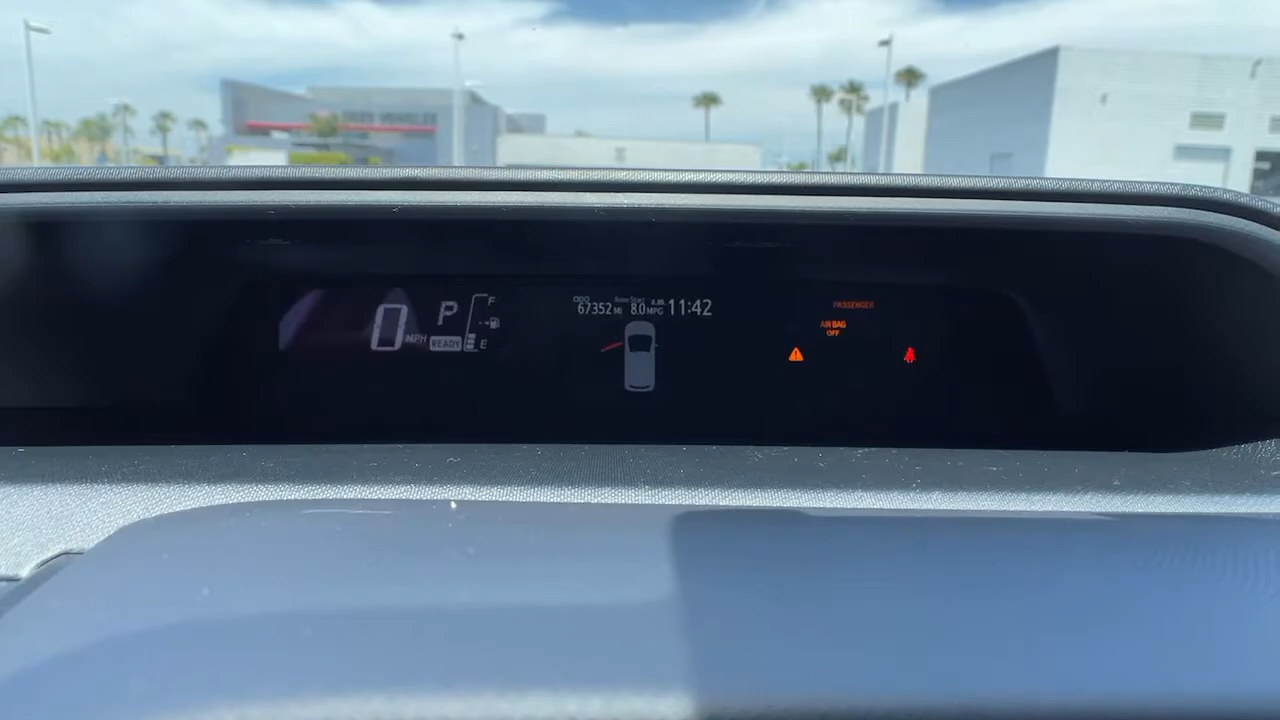 0 MPH
P
READY
F
E
ODO
67352 MI
8.0 MPG
a.m
11:42
PASSENGER
AIR BAG
OFF